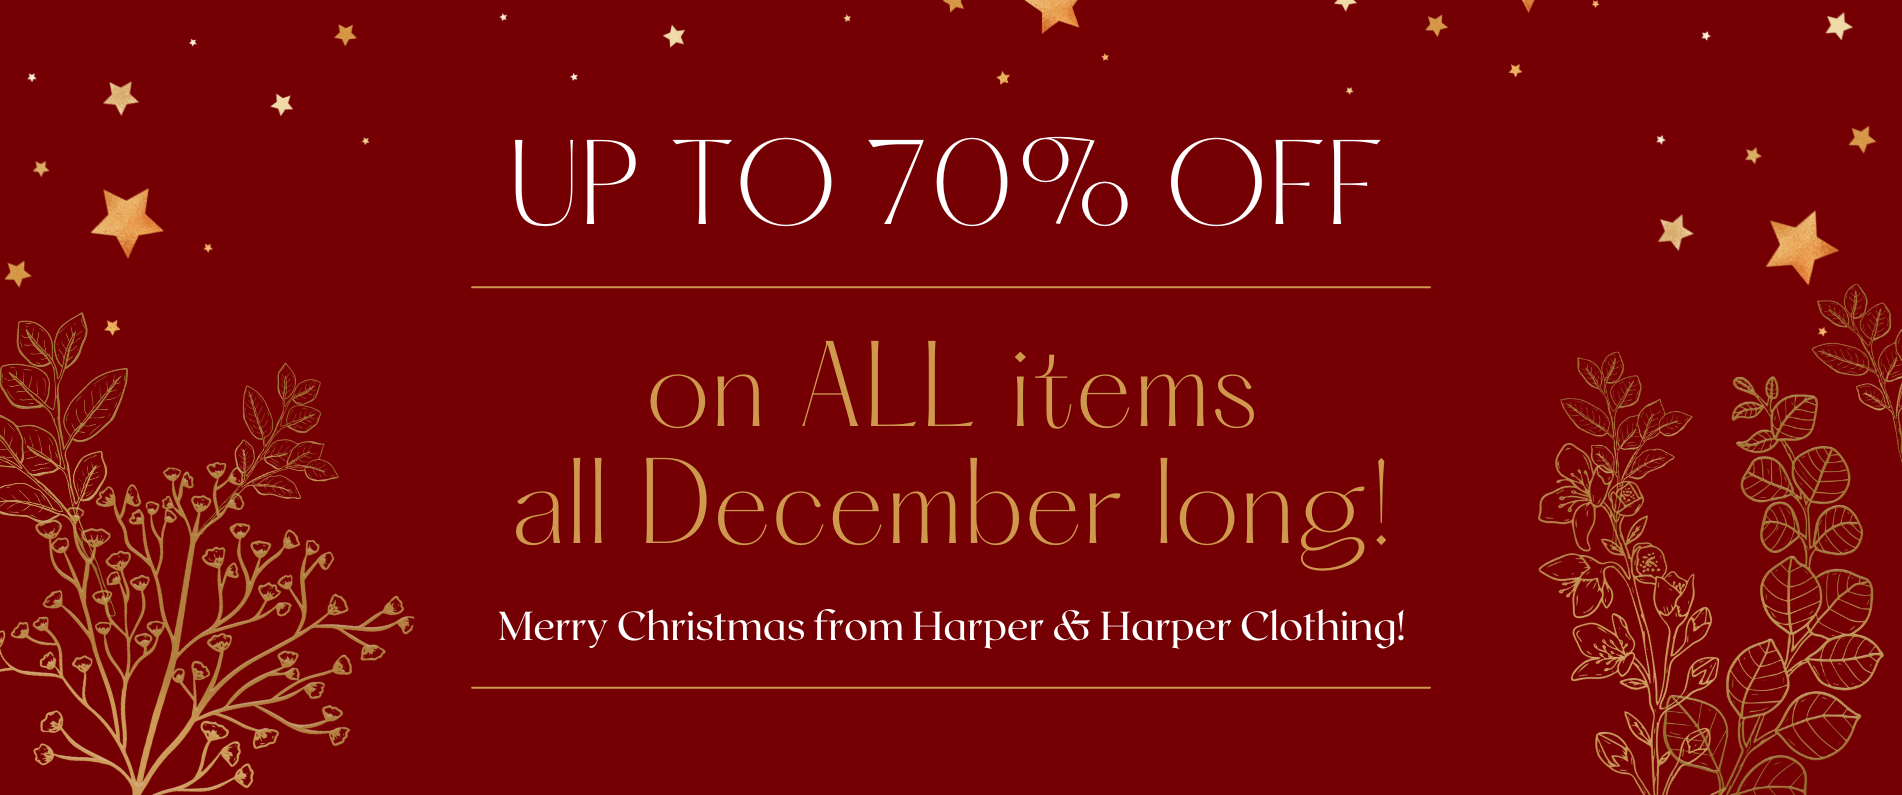 UP TO 70% OFF
on ALL items
all December long!
Merry Christmas from Harper & Harper Clothing!